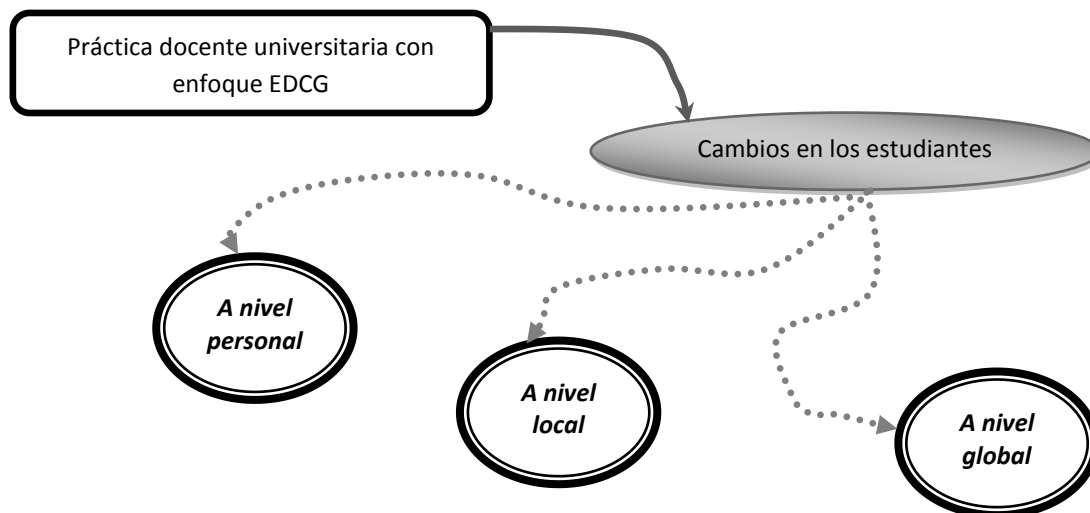 Práctica docente universitaria con
enfoque EDCG
Cambios en los estudiantes
A nivel
personal
A nivel
local
A nivel
global